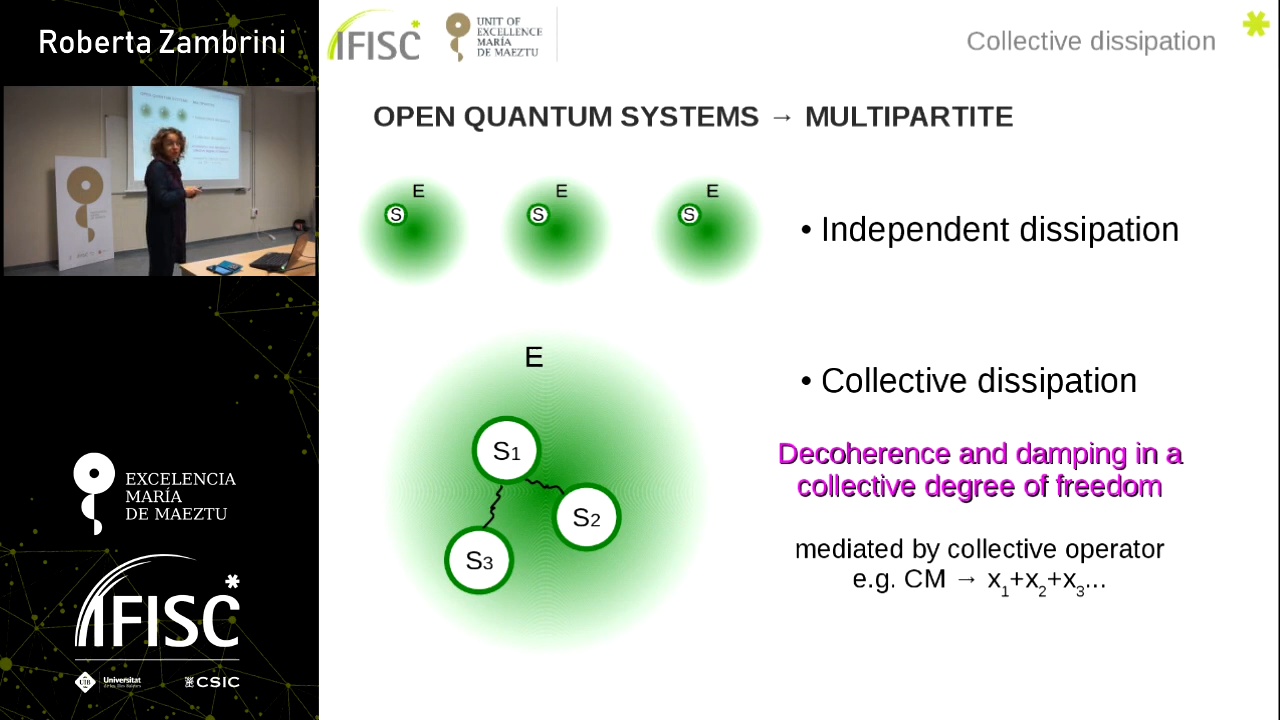 Roberta Zambrini
IFISC
UNIT OF
EXCELLENCE
MARÍA
DE MAEZTU
Collective dissipation
OPEN QUANTUM SYSTEMS → MULTIPARTITE
E
S
E
S
E
S
• Independent dissipation
E
S1
S2
S3
• Collective dissipation
Decoherence and damping in a
collective degree of freedom
mediated by collective operator
e.g. CM → x1+x2+x3...
EXCELENCIA
MARÍA
DE MAEZTU
IFISC
UIB
Universitat
de les Illes Balears
CSIC